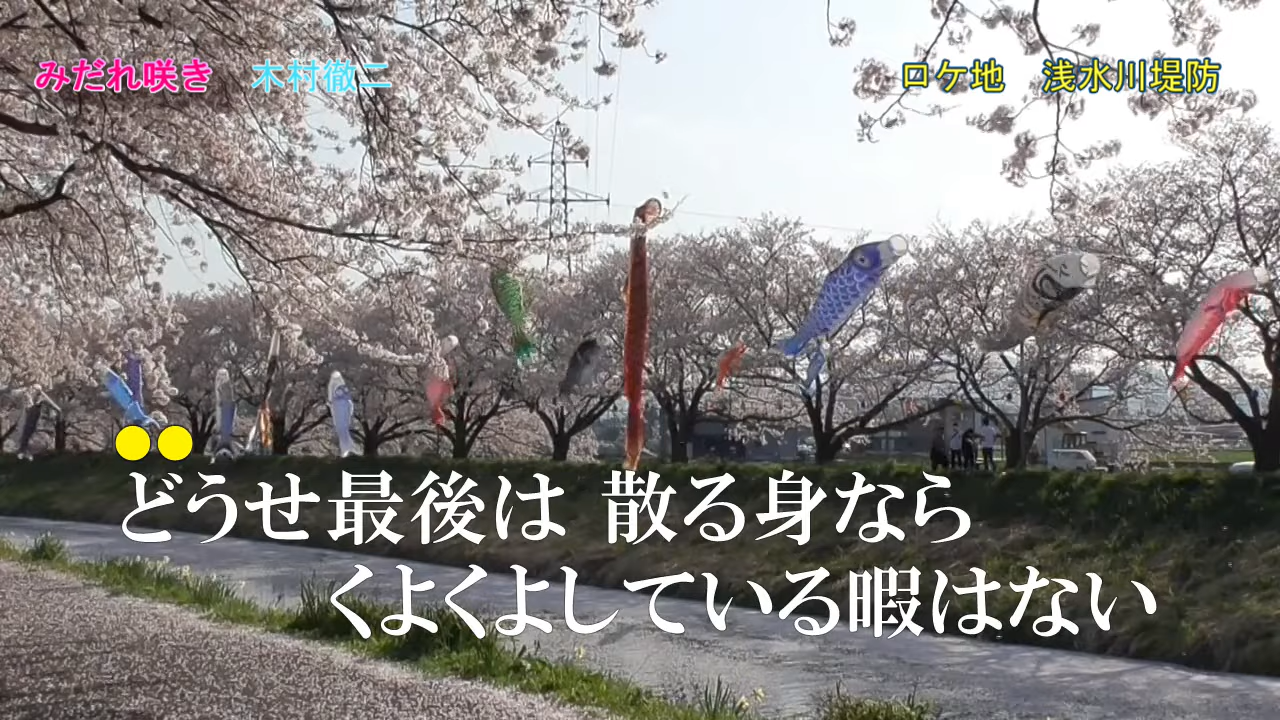 みだれ咲き　木村徹二
ロケ地　浅水川堤防
どうせ最後は 散る身なら
くよくよしている暇はない